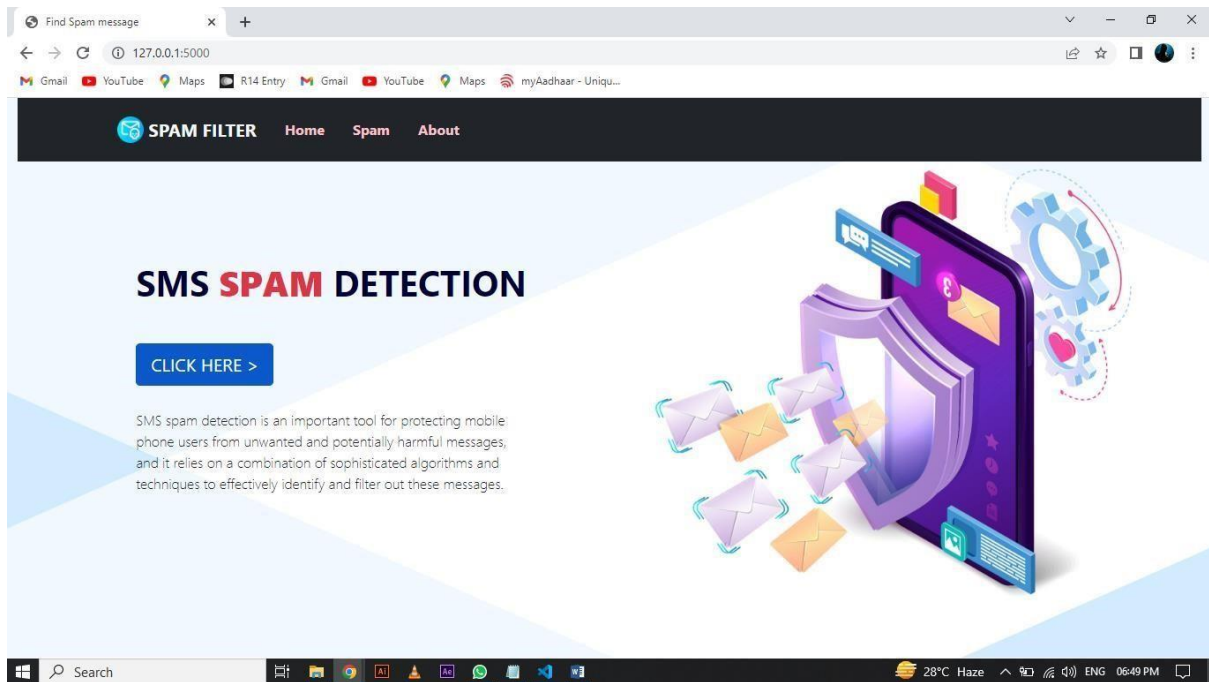 Find Spam message
127.0.0.1:5000
Gmail YouTube Maps R14 Entry Gmail YouTube Maps myAadhaar - Uniqu...
SPAM FILTER Home Spam About
SMS SPAM DETECTION
CLICK HERE >
SMS spam detection is an important tool for protecting mobile
phone users from unwanted and potentially harmful messages,
and it relies on a combination of sophisticated algorithms and
techniques to effectively identify and filter out these messages.
Search Ai Ae W 28°C Haze ENG 06:49 PM